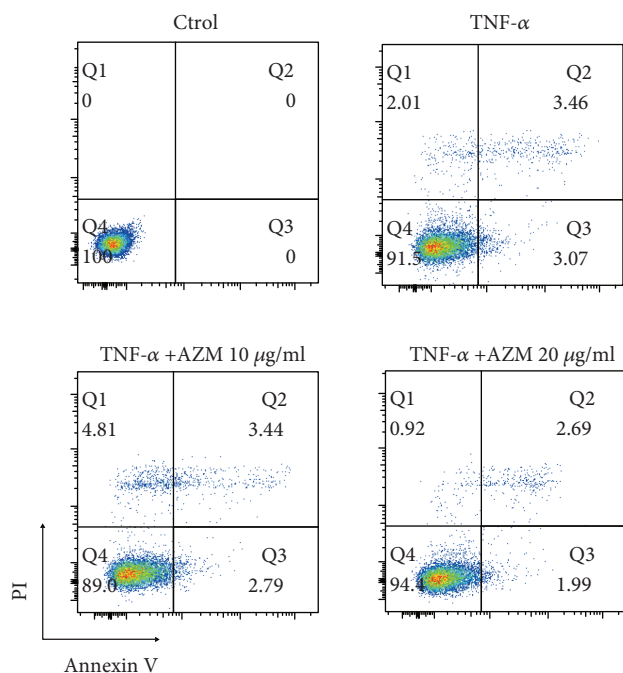 Ctrol
Q1
0
Q2
0
Q4
100
Q3
0
TNF-α
Q1
2.01
Q2
3.46
Q4
91.5
Q3
3.07
TNF-α +AZM 10 μg/ml
Q1
4.81
Q2
3.44
Q4
89.0
Q3
2.79
TNF-α +AZM 20 μg/ml
Q1
0.92
Q2
2.69
Q4
94.4
Q3
1.99
PI
Annexin V